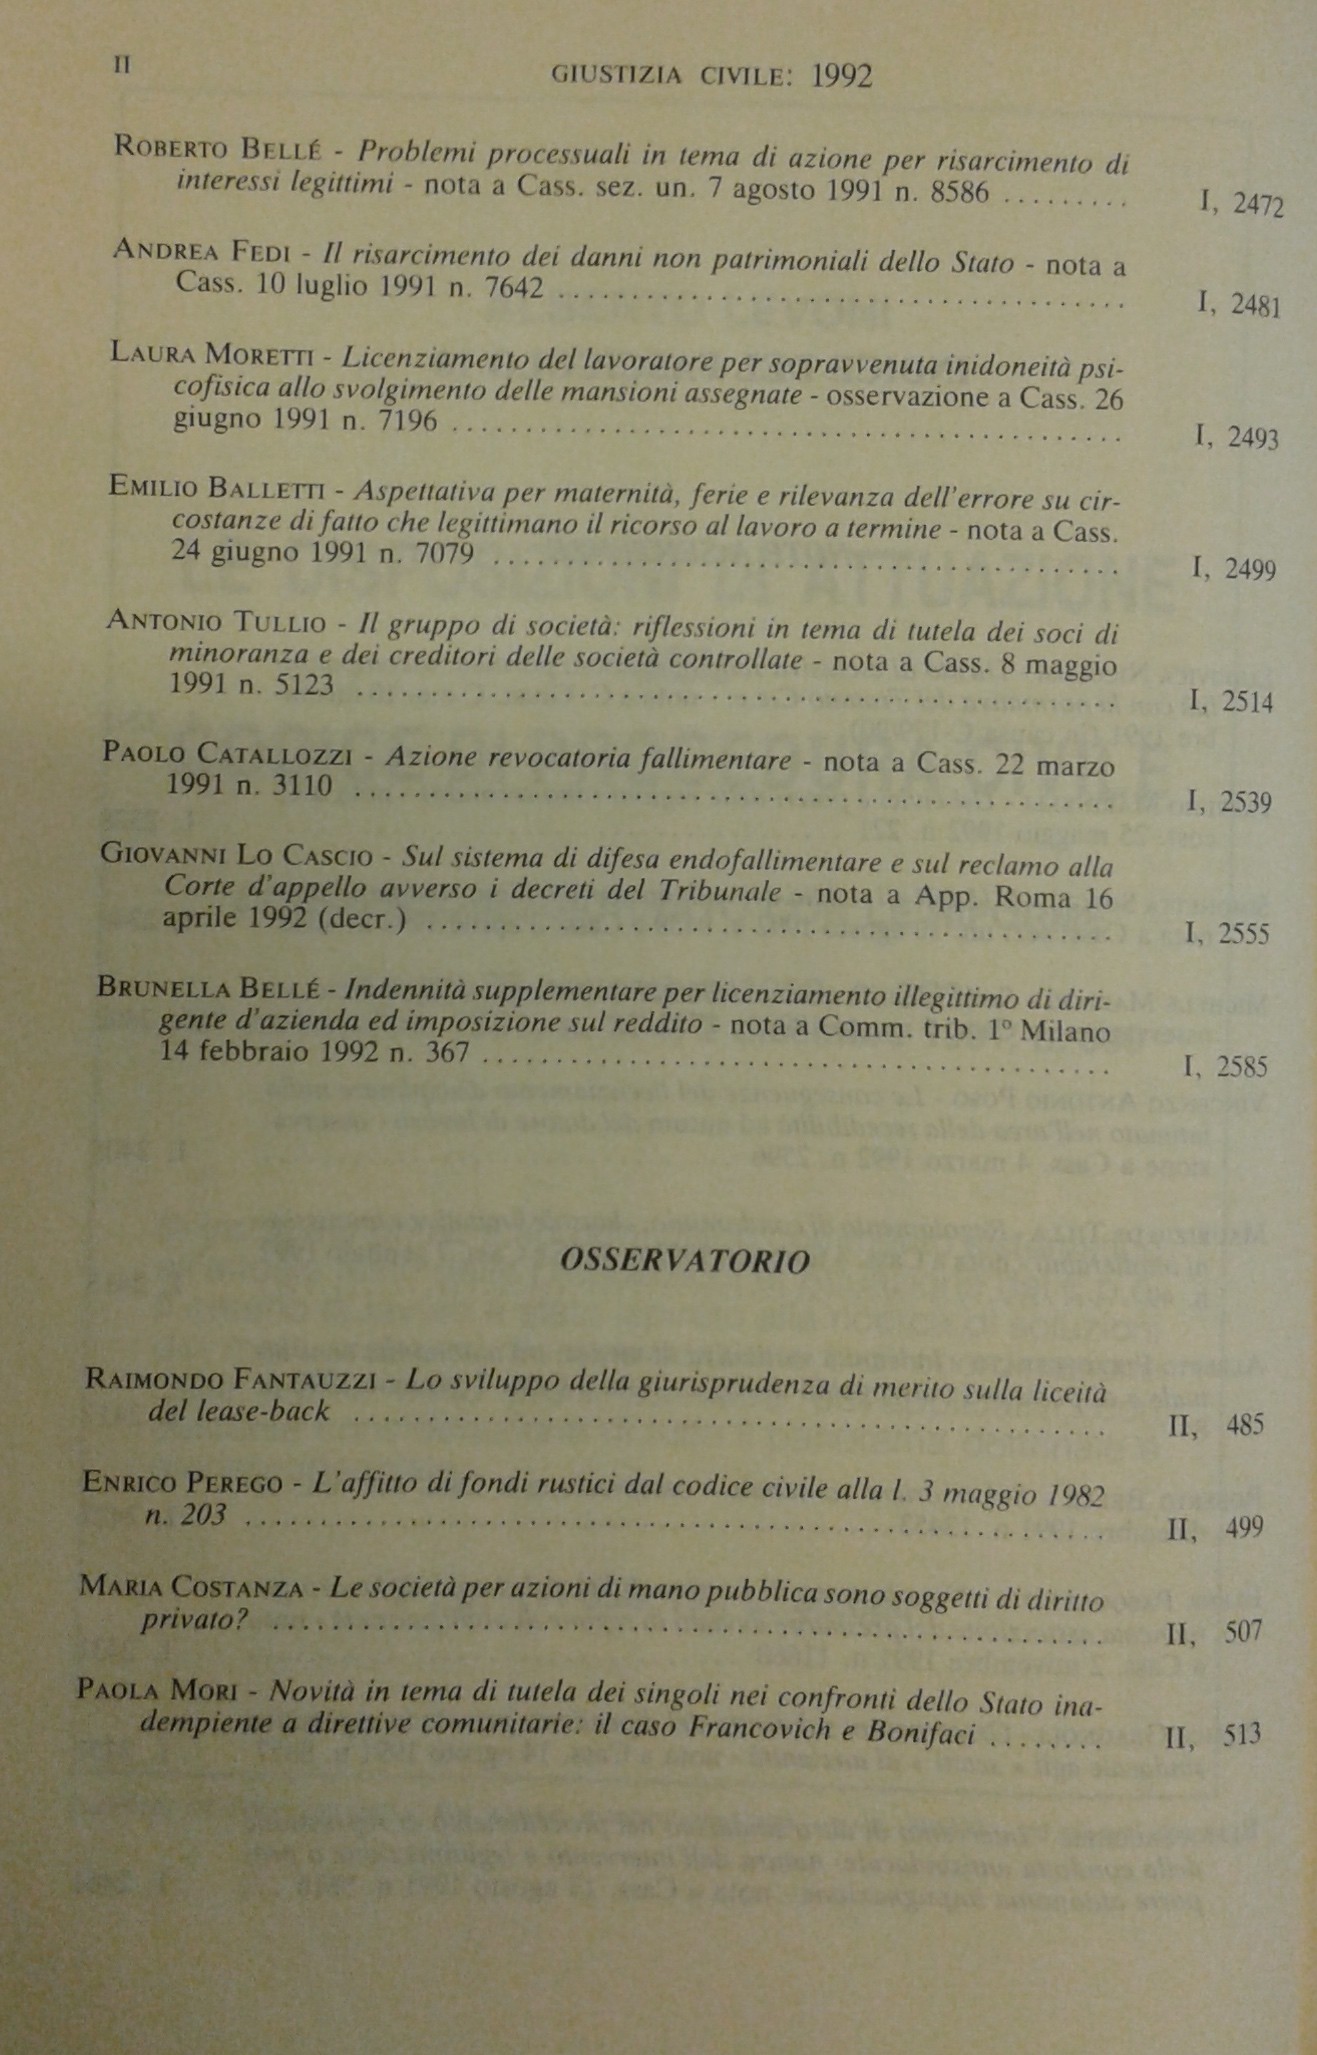 II
GIUSTIZIA CIVILE: 1992
ROBERTO BELLÉ - Problemi processuali in tema di azione per risarcimento di
interessi legittimi - nota a Cass. sez. un. 7 agosto 1991 n. 8586 ......... I, 2472
ANDREA FEDI - Il risarcimento dei danni non patrimoniali dello Stato - nota a
Cass. 10 luglio 1991 n. 7642 ....................................... I, 2481
LAURA MORETTI - Licenziamento del lavoratore per sopravvenuta inidoneità psi-
cofisica allo svolgimento delle mansioni assegnate - osservazione a Cass. 26
giugno 1991 n. 7196 .............................................. I, 2493
EMILIO BALLETTI - Aspettativa per maternità, ferie e rilevanza dell'errore su cir-
costanze di fatto che legittimano il ricorso al lavoro a termine - nota a Cass.
24 giugno 1991 n. 7079 ........................................... I, 2499
ANTONIO TULLIO - Il gruppo di società: riflessioni in tema di tutela dei soci di
minoranza e dei creditori delle società controllate - nota a Cass. 8 maggio
1991 n. 5123 .................................................... I, 2514
PAOLO CATALLOZZI - Azione revocatoria fallimentare - nota a Cass. 22 marzo
1991 n. 3110 .................................................... I, 2539
GIOVANNI LO CASCIO - Sul sistema di difesa endofallimentare e sul reclamo alla
Corte d'appello avverso i decreti del Tribunale - nota a App. Roma 16
aprile 1992 (decr.) ............................................... I, 2555
BRUNELLA BELLÉ - Indennità supplementare per licenziamento illegittimo di diri-
gente d'azienda ed imposizione sul reddito - nota a Comm. trib. 1° Milano
14 febbraio 1992 n. 367 ........................................... I, 2585
OSSERVATORIO
RAIMONDO FANTAUZZI - Lo sviluppo della giurisprudenza di merito sulla liceità
del lease-back .................................................... II, 485
ENRICO PEREGO - L'affitto di fondi rustici dal codice civile alla l. 3 maggio 1982
n. 203 ........................................................... II, 499
MARIA COSTANZA - Le società per azioni di mano pubblica sono soggetti di diritto
privato? ......................................................... II, 507
PAOLA MORI - Novità in tema di tutela dei singoli nei confronti dello Stato ina-
dempiente a direttive comunitarie: il caso Francovich e Bonifaci ........ II, 513